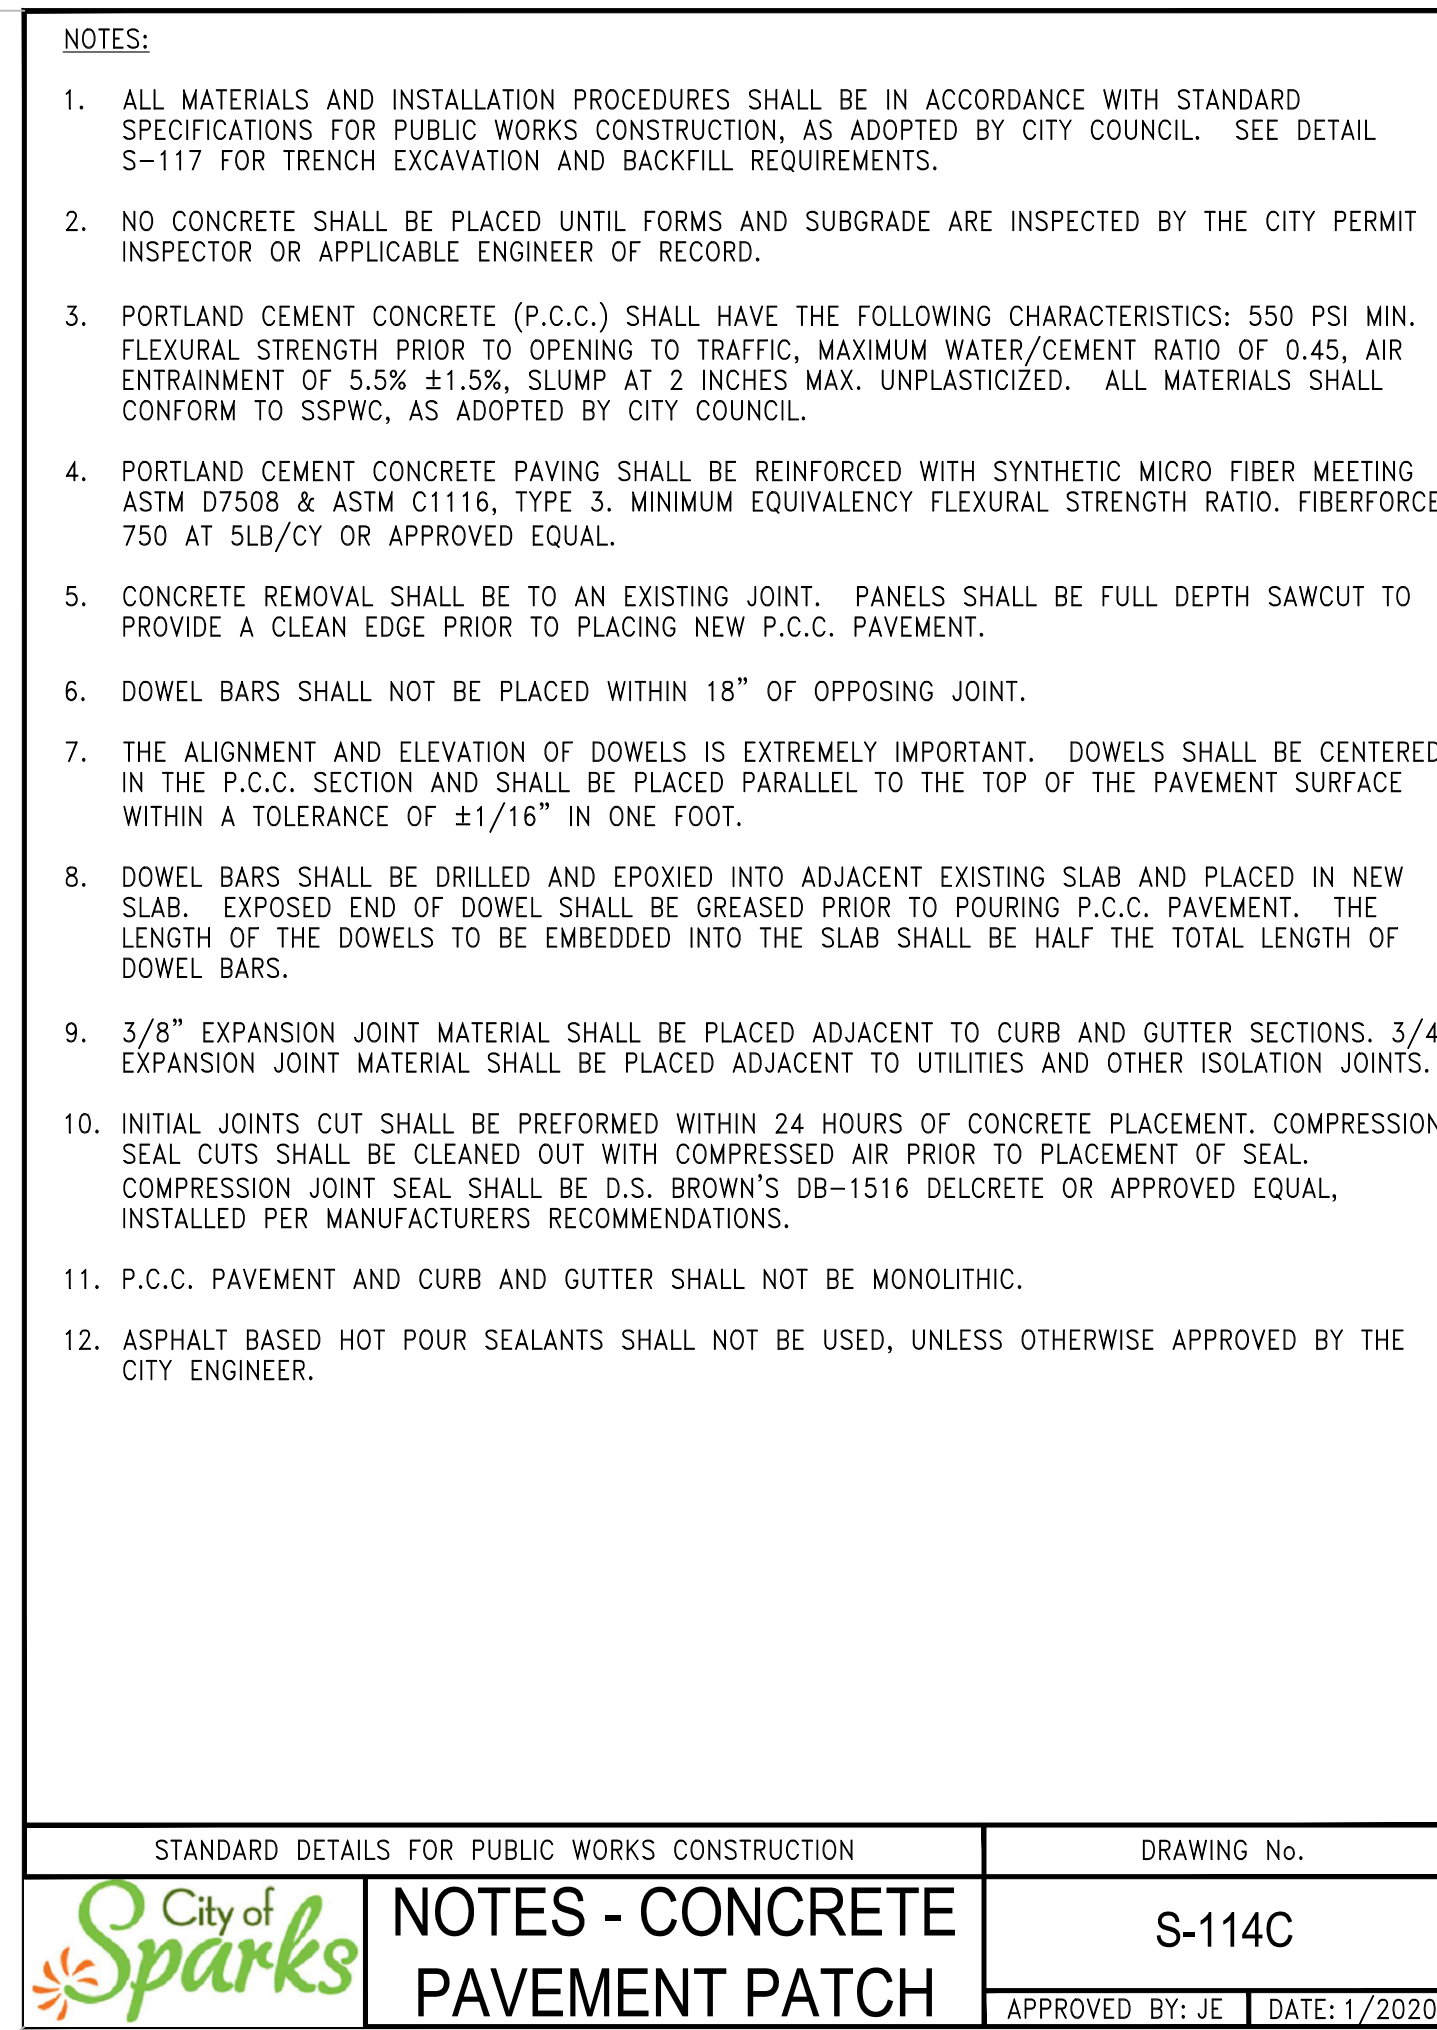 NOTES:
1. ALL MATERIALS AND INSTALLATION PROCEDURES SHALL BE IN ACCORDANCE WITH STANDARD
SPECIFICATIONS FOR PUBLIC WORKS CONSTRUCTION, AS ADOPTED BY CITY COUNCIL. SEE DETAIL
S-117 FOR TRENCH EXCAVATION AND BACKFILL REQUIREMENTS.
2. NO CONCRETE SHALL BE PLACED UNTIL FORMS AND SUBGRADE ARE INSPECTED BY THE CITY PERMIT
INSPECTOR OR APPLICABLE ENGINEER OF RECORD.
3. PORTLAND CEMENT CONCRETE (P.C.C.) SHALL HAVE THE FOLLOWING CHARACTERISTICS: 550 PSI MIN.
FLEXURAL STRENGTH PRIOR TO OPENING TO TRAFFIC, MAXIMUM WATER/CEMENT RATIO OF 0.45, AIR
ENTRAINMENT OF 5.5% ±1.5%, SLUMP AT 2 INCHES MAX. UNPLASTICIZED. ALL MATERIALS SHALL
CONFORM TO SSPWC, AS ADOPTED BY CITY COUNCIL.
4. PORTLAND CEMENT CONCRETE PAVING SHALL BE REINFORCED WITH SYNTHETIC MICRO FIBER MEETING
ASTM D7508 & ASTM C1116, TYPE 3. MINIMUM EQUIVALENCY FLEXURAL STRENGTH RATIO. FIBERFORCE
750 AT 5LB/CY OR APPROVED EQUAL.
5. CONCRETE REMOVAL SHALL BE TO AN EXISTING JOINT. PANELS SHALL BE FULL DEPTH SAWCUT TO
PROVIDE A CLEAN EDGE PRIOR TO PLACING NEW P.C.C. PAVEMENT.
6. DOWEL BARS SHALL NOT BE PLACED WITHIN 18" OF OPPOSING JOINT.
7. THE ALIGNMENT AND ELEVATION OF DOWELS IS EXTREMELY IMPORTANT. DOWELS SHALL BE CENTERED
IN THE P.C.C. SECTION AND SHALL BE PLACED PARALLEL TO THE TOP OF THE PAVEMENT SURFACE
WITHIN A TOLERANCE OF ±1/16" IN ONE FOOT.
8. DOWEL BARS SHALL BE DRILLED AND EPOXIED INTO ADJACENT EXISTING SLAB AND PLACED IN NEW
SLAB. EXPOSED END OF DOWEL SHALL BE GREASED PRIOR TO POURING P.C.C. PAVEMENT. THE
LENGTH OF THE DOWELS TO BE EMBEDDED INTO THE SLAB SHALL BE HALF THE TOTAL LENGTH OF
DOWEL BARS.
9. 3/8" EXPANSION JOINT MATERIAL SHALL BE PLACED ADJACENT TO CURB AND GUTTER SECTIONS. 3/4
EXPANSION JOINT MATERIAL SHALL BE PLACED ADJACENT TO UTILITIES AND OTHER ISOLATION JOINTS.
10. INITIAL JOINTS CUT SHALL BE PREFORMED WITHIN 24 HOURS OF CONCRETE PLACEMENT. COMPRESSION
SEAL CUTS SHALL BE CLEANED OUT WITH COMPRESSED AIR PRIOR TO PLACEMENT OF SEAL.
COMPRESSION JOINT SEAL SHALL BE D.S. BROWN'S DB-1516 DELCRETE OR APPROVED EQUAL,
INSTALLED PER MANUFACTURERS RECOMMENDATIONS.
11. P.C.C. PAVEMENT AND CURB AND GUTTER SHALL NOT BE MONOLITHIC.
12. ASPHALT BASED HOT POUR SEALANTS SHALL NOT BE USED, UNLESS OTHERWISE APPROVED BY THE
CITY ENGINEER.
STANDARD DETAILS FOR PUBLIC WORKS CONSTRUCTION
DRAWING No.
City of
Sparks
NOTES - CONCRETE
PAVEMENT PATCH
S-114C
APPROVED BY: JE
DATE: 1/2020